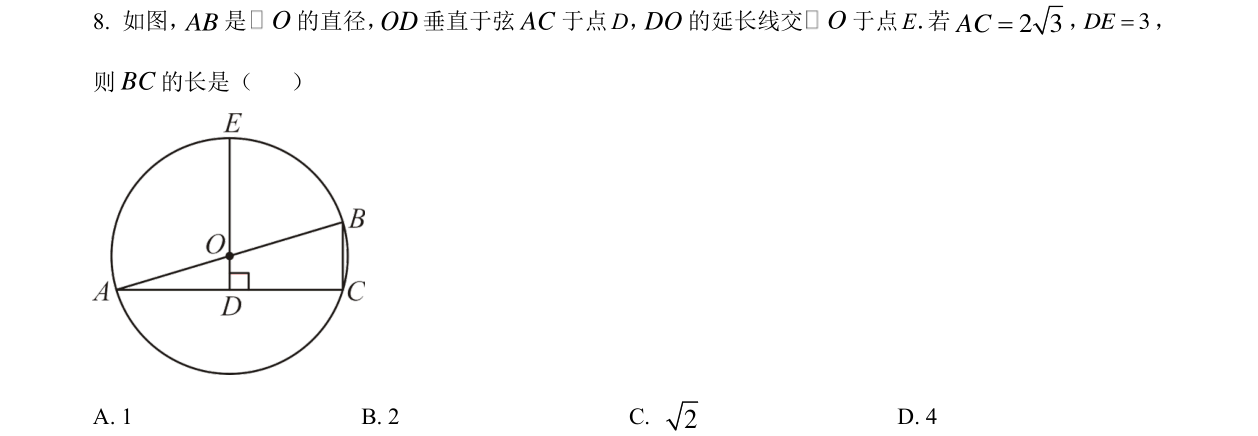 8. 如图，AB 是□ O 的直径，OD 垂直于弦 AC 于点 D，DO 的延长线交□ O 于点 E. 若 AC = 2√3，DE = 3，
则 BC 的长是（  ）
E
B
O
A
D
C
A. 1 B. 2 C. √2 D. 4